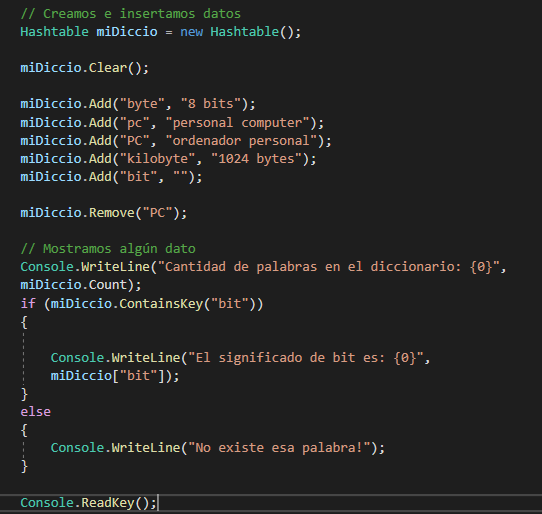 // Creamos e insertamos datos
Hashtable miDiccio = new Hashtable();
miDiccio.Clear();
miDiccio.Add("byte", "8 bits");
miDiccio.Add("pc", "personal computer");
miDiccio.Add("PC", "ordenador personal");
miDiccio.Add("kilobyte", "1024 bytes");
miDiccio.Add("bit", "");
miDiccio.Remove("PC");
// Mostramos algún dato
Console.WriteLine("Cantidad de palabras en el diccionario: {0}",
miDiccio.Count);
if (miDiccio.ContainsKey("bit"))
{
Console.WriteLine("El significado de bit es: {0}",
miDiccio["bit"]);
}
else
{
Console.WriteLine("No existe esa palabra!");
}
Console.ReadKey();